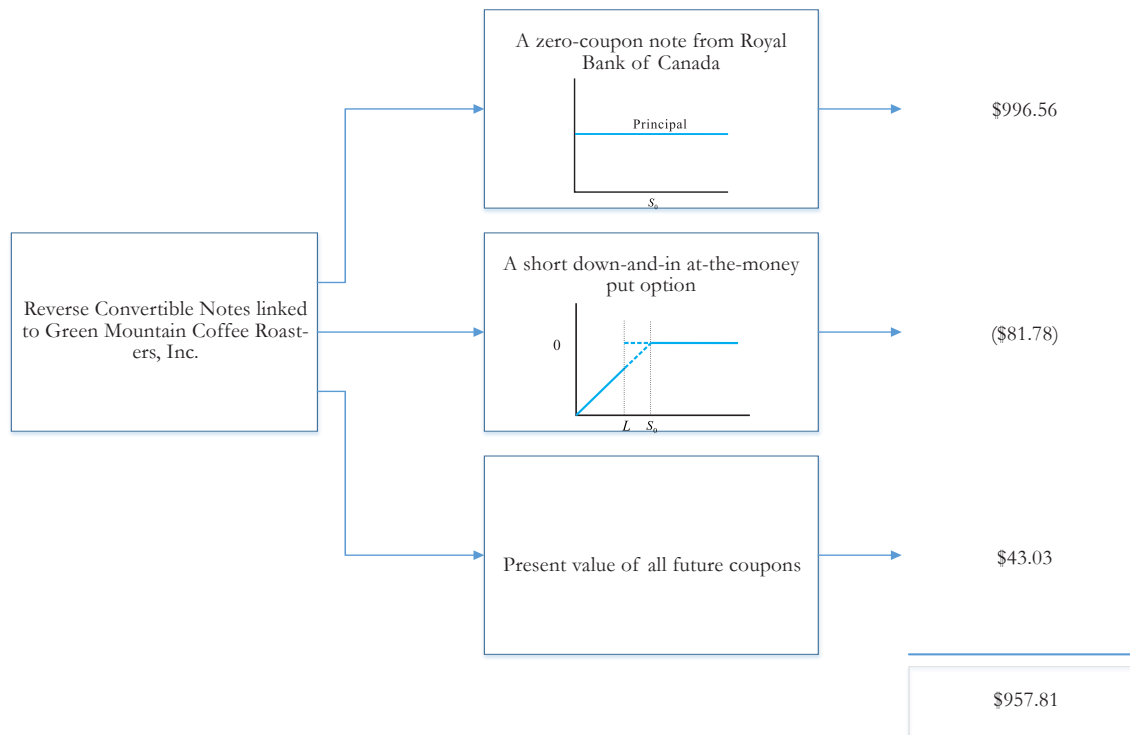 A zero-coupon note from Royal
Bank of Canada
Principal
S₀
$996.56
Reverse Convertible Notes linked
to Green Mountain Coffee Roast-
ers, Inc.
A short down-and-in at-the-money
put option
0
L S₀
($81.78)
Present value of all future coupons
$43.03
$957.81